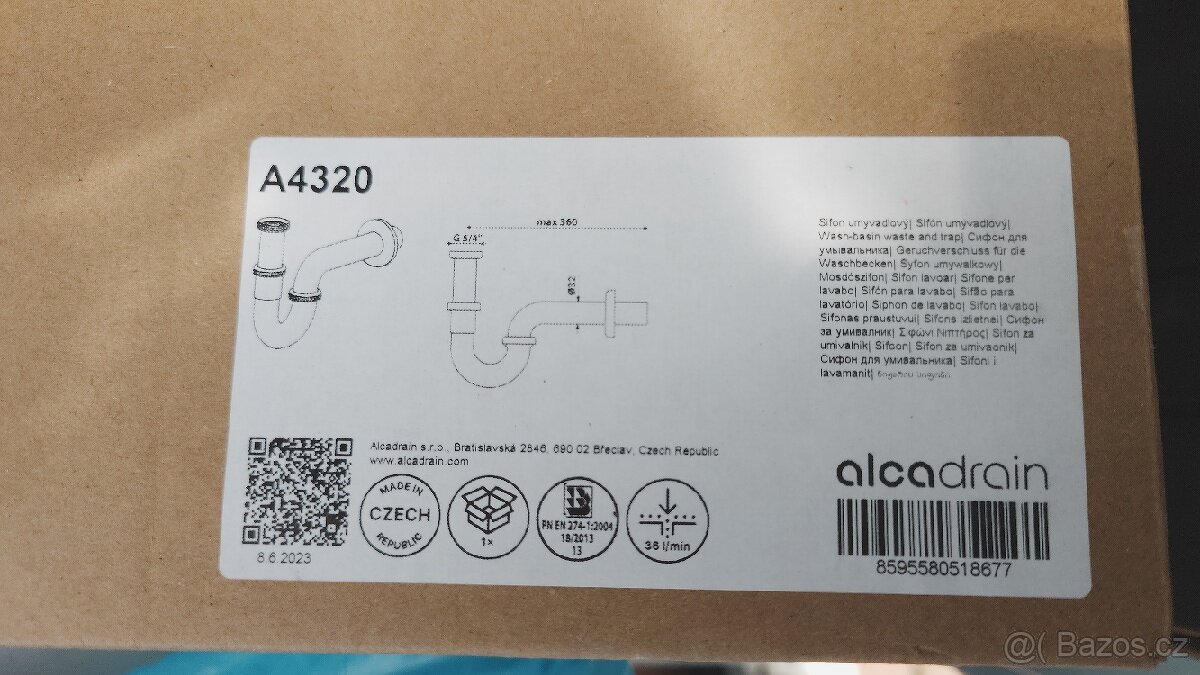 A4320
max 360
G 5/4"
Ø32
Sifon umyvadlový| Sifón umývadlový|
Wash-basin waste and trap| Сифон для
умывальника| Geruchverschluss für die
Waschbecken| Syfon umywalkowy|
Mosdószifon| Sifon lavoar| Sifone per
lavabo| Sifón para lavabo| Sifão para
lavatório| Siphon de lavabo| Sifon lavabo|
Sifonas praustuvui| Sifons izlietnei| Сифон
за умивалник| Σιφωνι Νιπτήρος| Sifon za
umivalnik| Sifoon| Sifon za umivaonik|
Сифон для умивальника| Sifoni i
lavamanit|
Alcadrain s.r.o., Bratislavská 2846, 690 02 Břeclav, Czech Republic
www.alcadrain.com
MADE IN
CZECH
REPUBLIC
1x
PN EN 274-1:2004
18/2013
13
36 l/min
8.6.2023
alcadrain
8595580518677
@( Bazos.cz